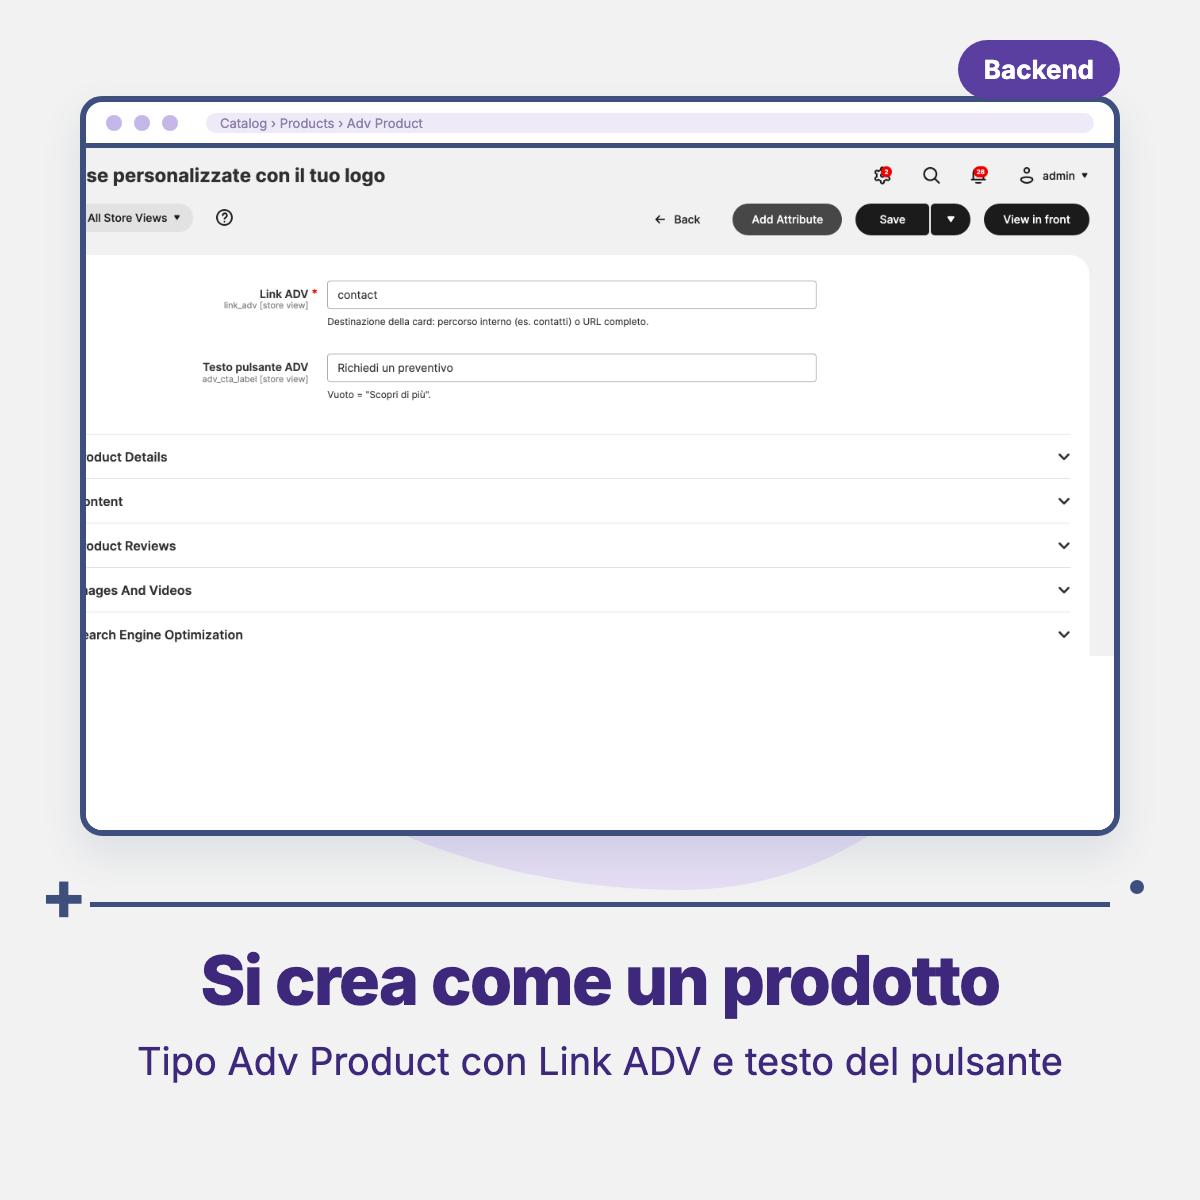 Backend
Catalog › Products › Adv Product
se personalizzate con il tuo logo
2
26
admin
All Store Views
?
Back
Add Attribute
Save
View in front
Link ADV *
link_adv [store view]
contact
Destinazione della card: percorso interno (es. contatti) o URL completo.
Testo pulsante ADV
adv_cta_label [store view]
Richiedi un preventivo
Vuoto = "Scopri di più".
oduct Details
ontent
oduct Reviews
ages And Videos
earch Engine Optimization
Si crea come un prodotto
Tipo Adv Product con Link ADV e testo del pulsante